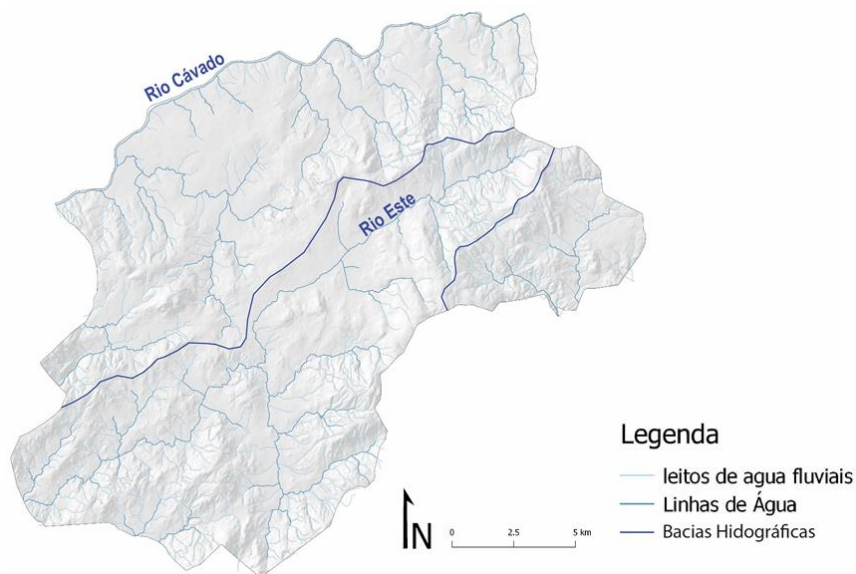 Rio Cávado
Rio Este
Legenda
leitos de agua fluviais
Linhas de Água
Bacias Hidográficas
N
0 2.5 5 km